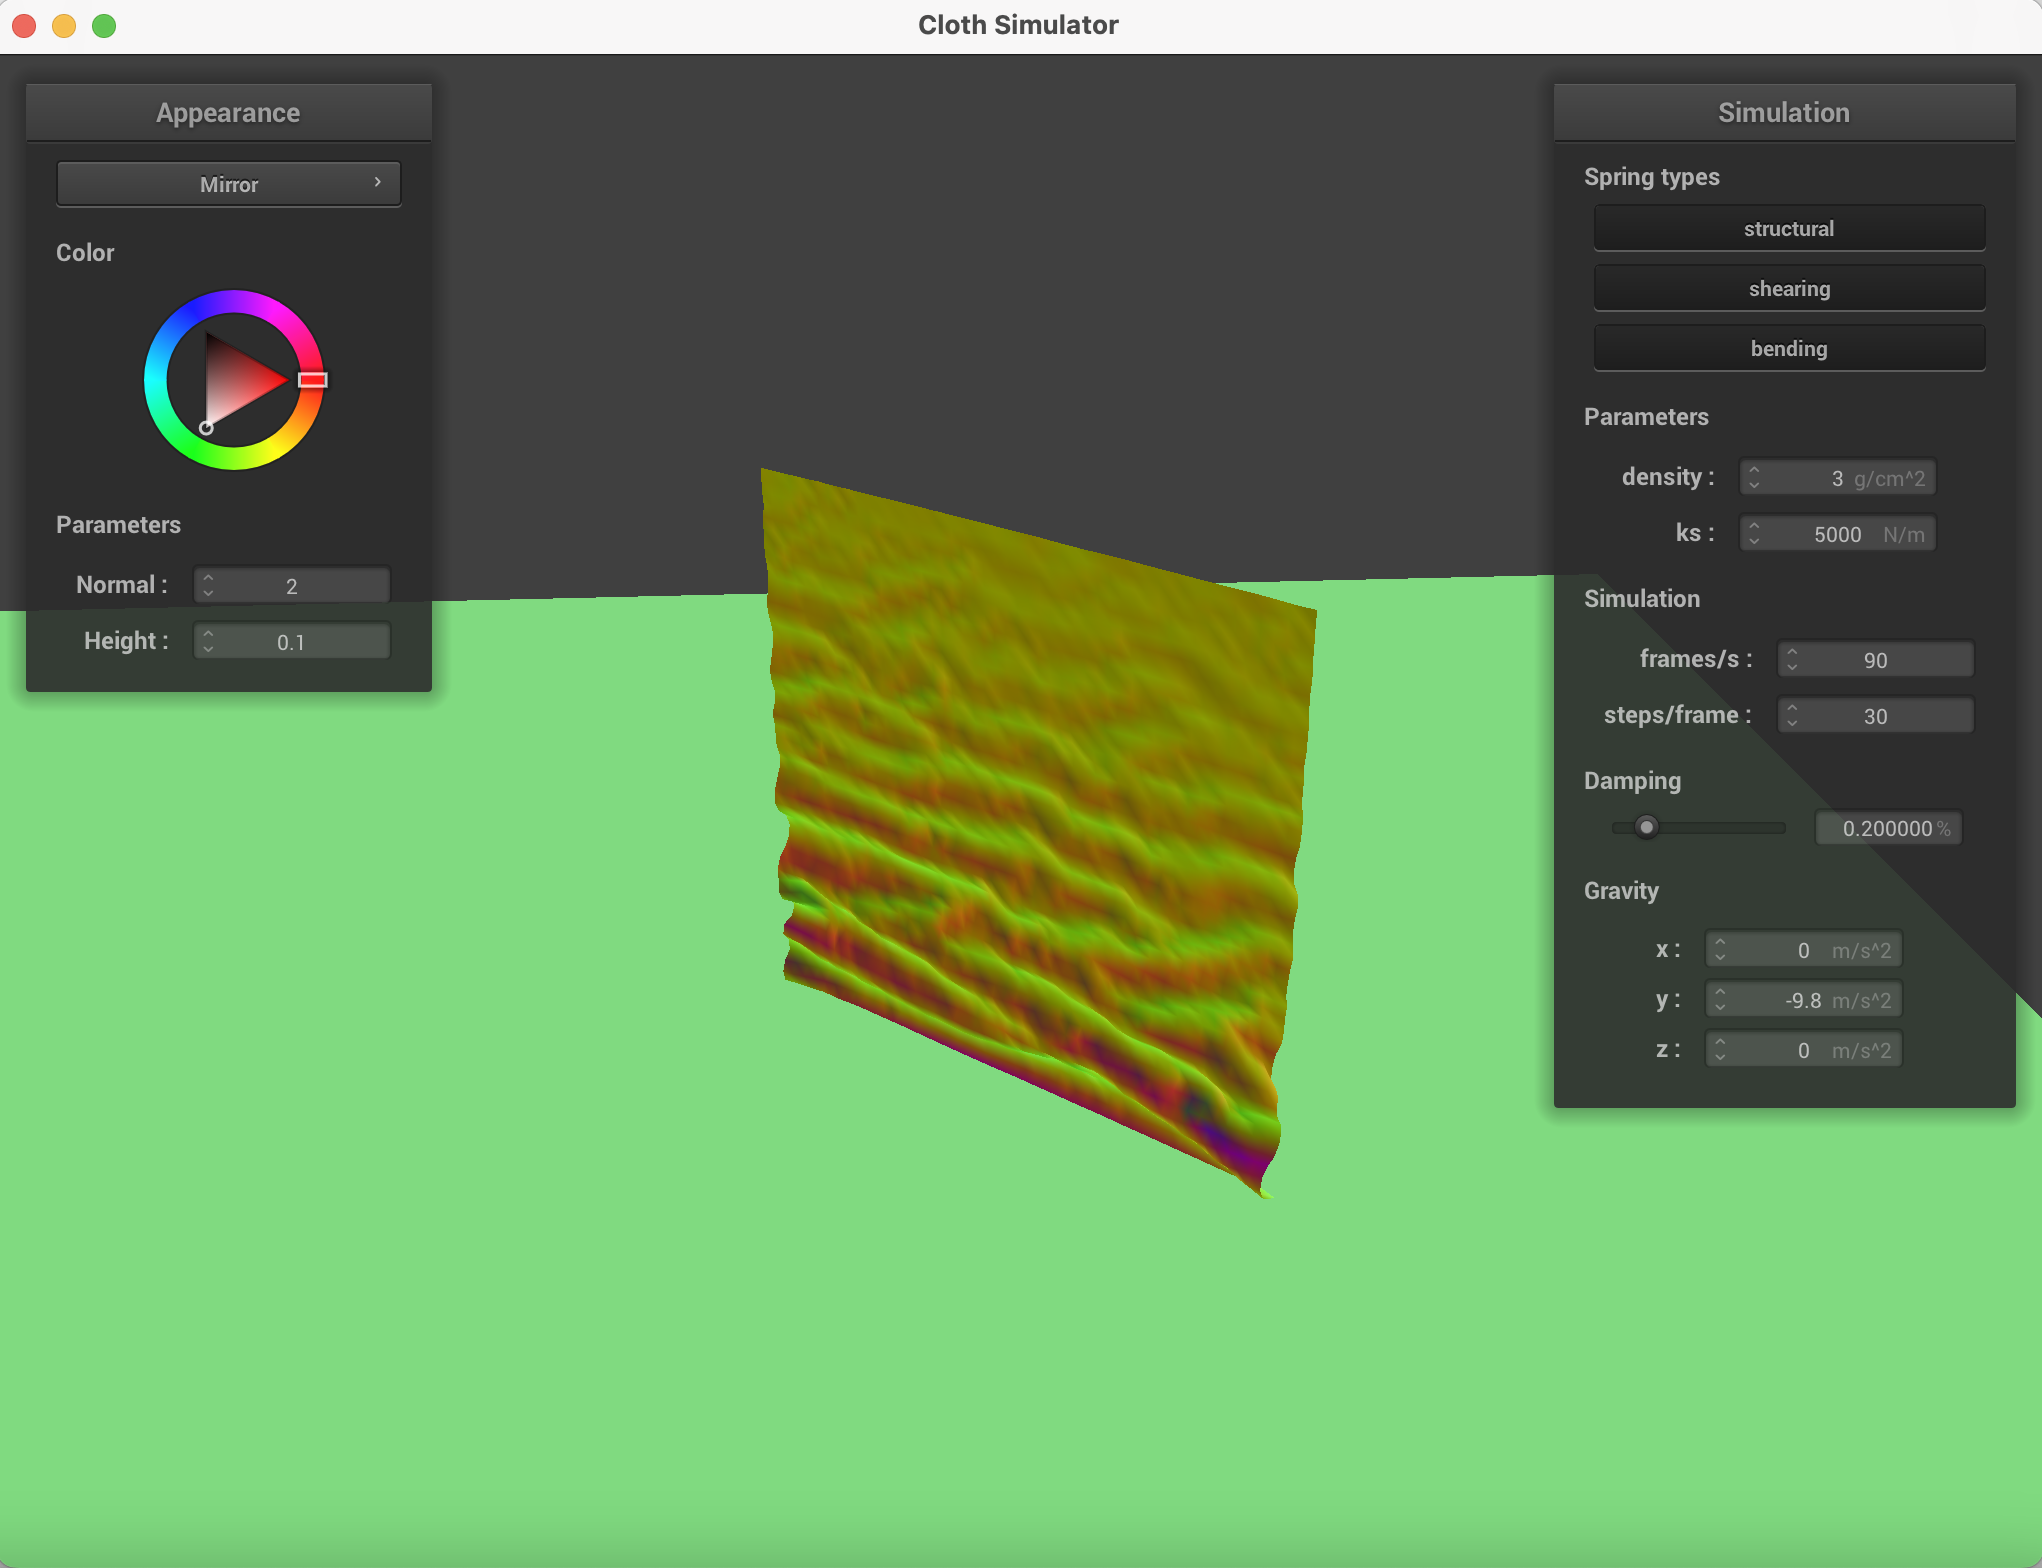 Cloth Simulator
Appearance
Mirror
Color
Parameters
Normal : 2
Height : 0.1
Simulation
Spring types
structural
shearing
bending
Parameters
density : 3 g/cm^2
ks : 5000 N/m
Simulation
frames/s : 90
steps/frame : 30
Damping
0.200000 %
Gravity
x : 0 m/s^2
y : -9.8 m/s^2
z : 0 m/s^2